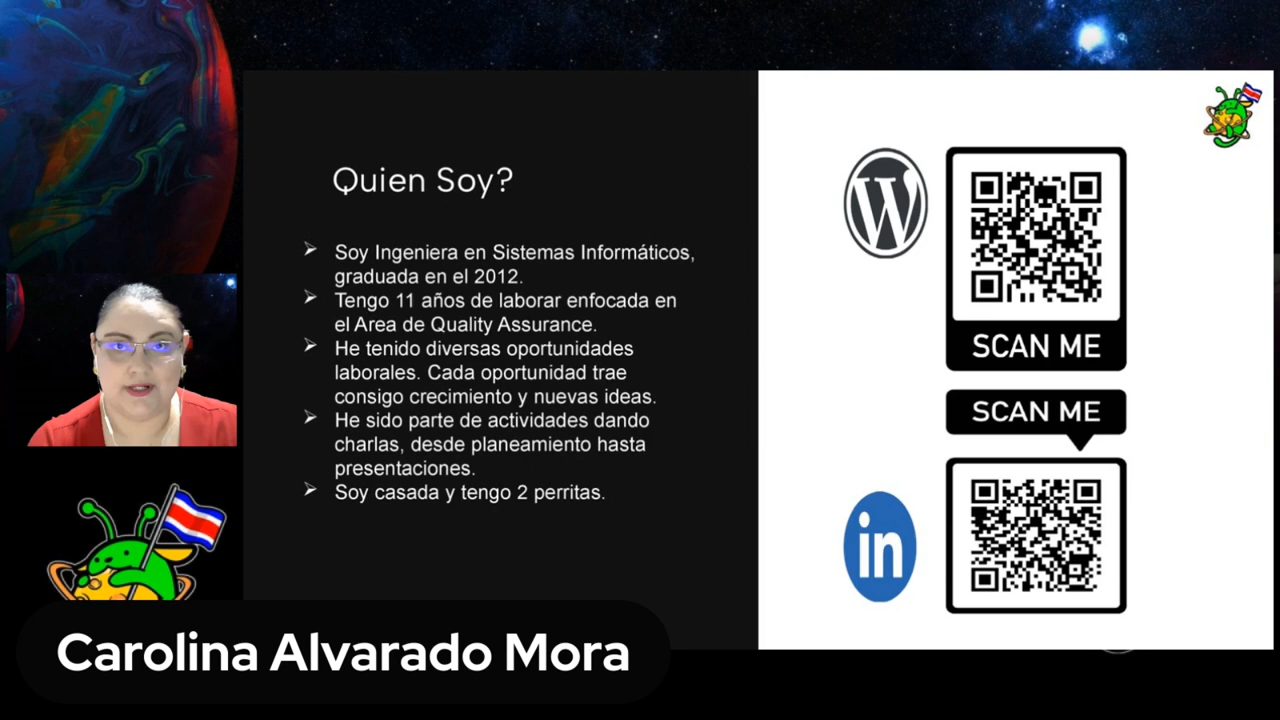 Quien Soy?
Soy Ingeniera en Sistemas Informáticos,
graduada en el 2012.
Tengo 11 años de laborar enfocada en
el Area de Quality Assurance.
He tenido diversas oportunidades
laborales. Cada oportunidad trae
consigo crecimiento y nuevas ideas.
He sido parte de actividades dando
charlas, desde planeamiento hasta
presentaciones.
Soy casada y tengo 2 perritas.
W
SCAN ME
SCAN ME
in
Carolina Alvarado Mora